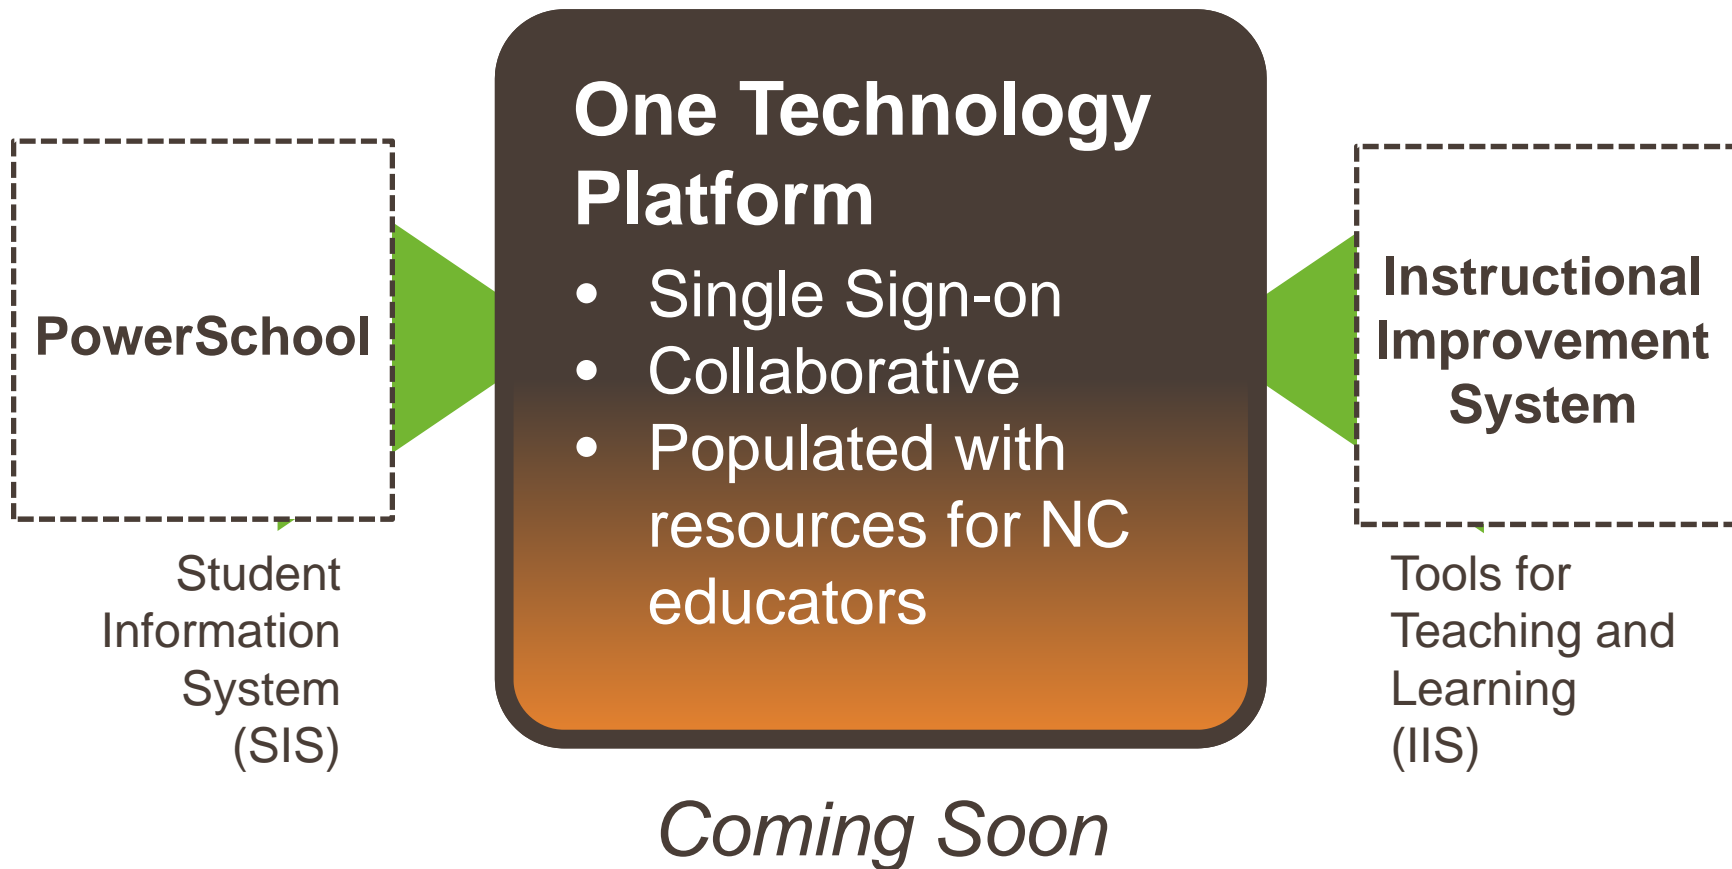 PowerSchool
Student
Information
System
(SIS)
One Technology
Platform
• Single Sign-on
• Collaborative
• Populated with
resources for NC
educators
Instructional
Improvement
System
Tools for
Teaching and
Learning
(IIS)
Coming Soon